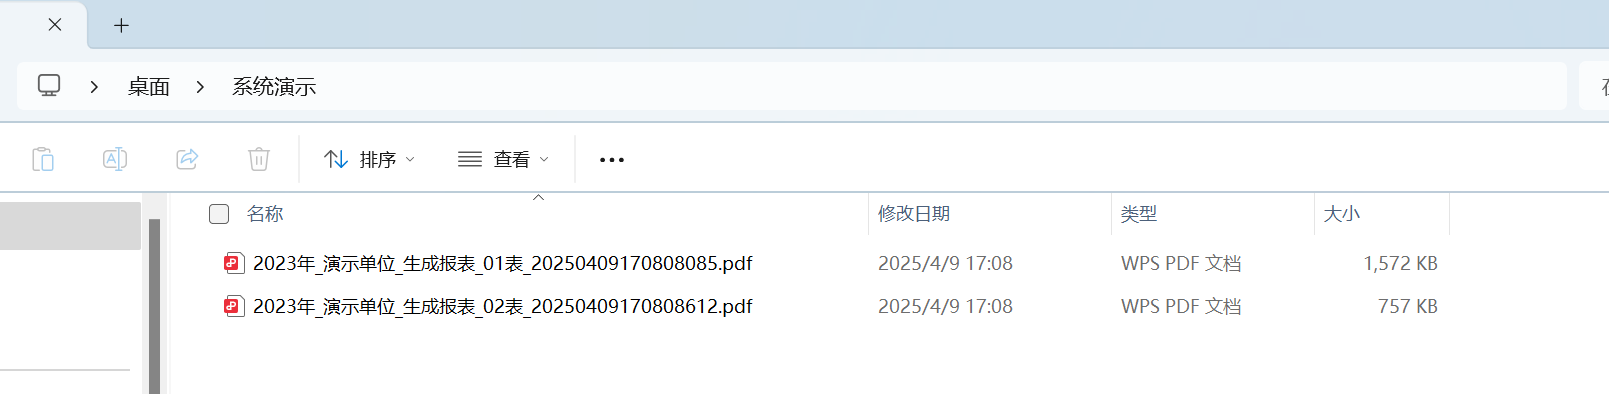 桌面 系统演示
排序 查看
名称 修改日期 类型 大小
2023年_演示单位_生成报表_01表_20250409170808085.pdf 2025/4/9 17:08 WPS PDF 文档 1,572 KB
2023年_演示单位_生成报表_02表_20250409170808612.pdf 2025/4/9 17:08 WPS PDF 文档 757 KB